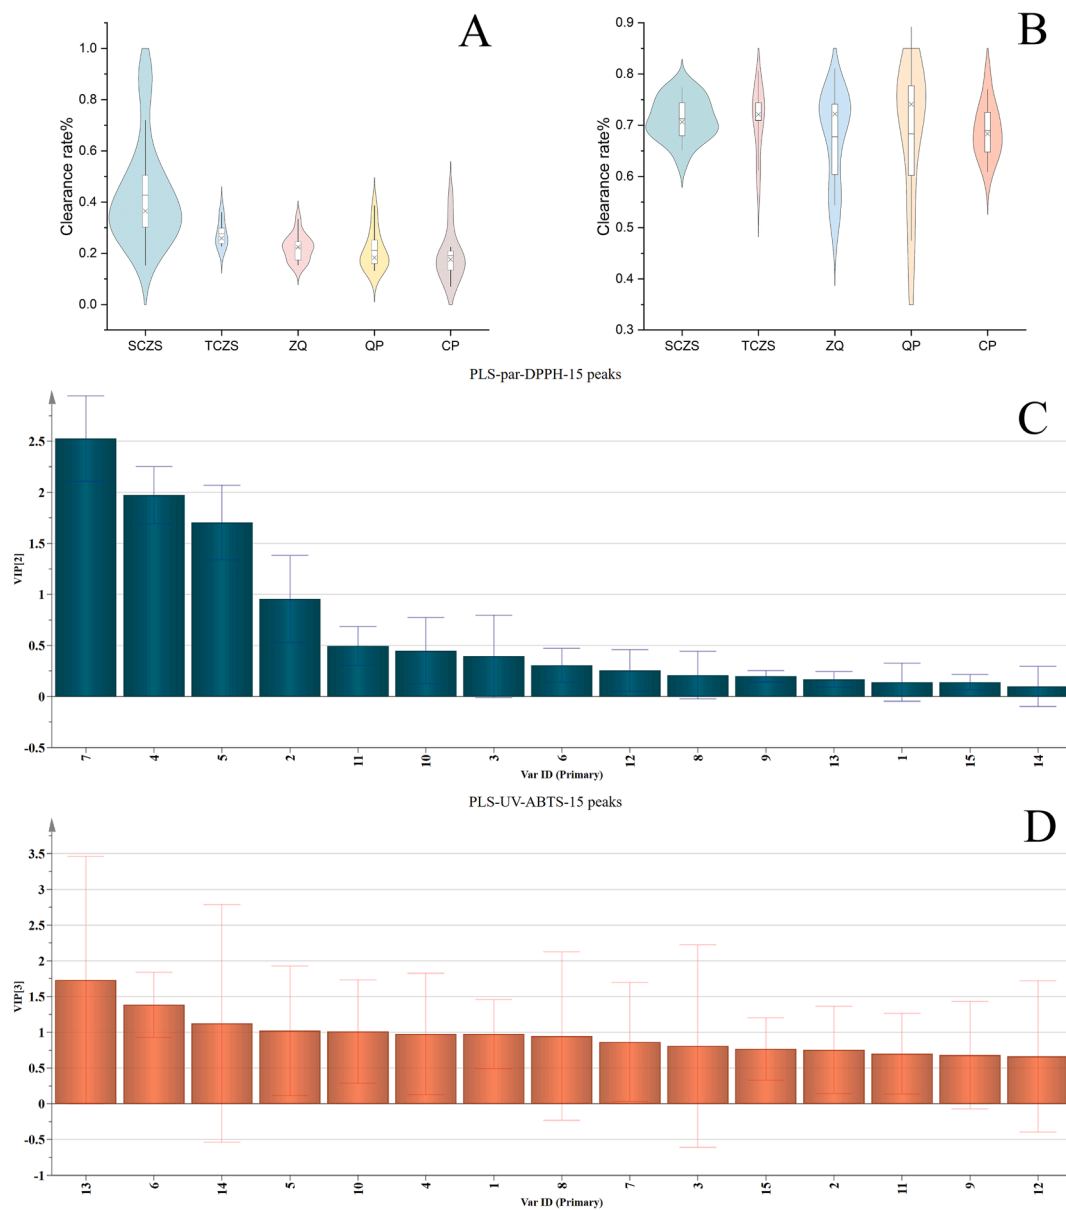 A
Clearance rate%
1.0
0.8
0.6
0.4
0.2
0.0
SCZS TCZS ZQ QP CP
B
Clearance rate%
0.9
0.8
0.7
0.6
0.5
0.4
0.3
SCZS TCZS ZQ QP CP
PLS-par-DPPH-15 peaks
C
VIP[2]
2.5
2
1.5
1
0.5
0
-0.5
7 4 5 2 11 10 3 6 12 8 9 13 1 15 14
Var ID (Primary)
PLS-UV-ABTS-15 peaks
D
VIP[3]
3.5
3
2.5
2
1.5
1
0.5
0
-0.5
-1
13 6 14 5 10 4 1 8 7 3 15 2 11 9 12
Var ID (Primary)